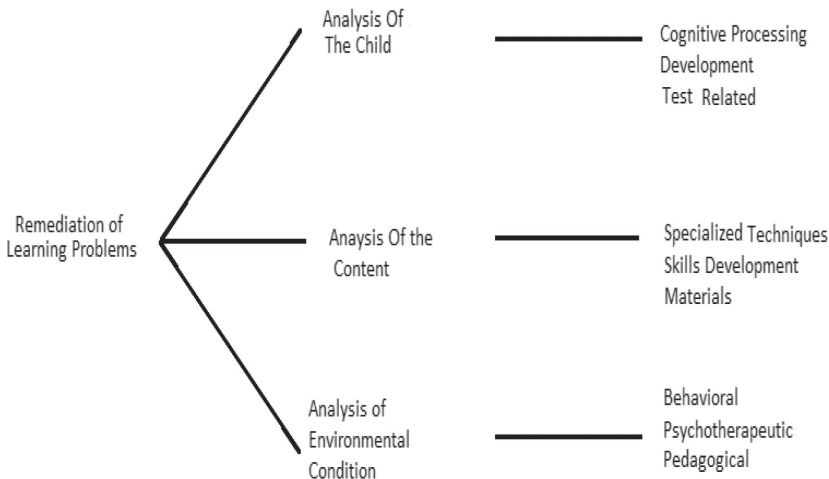 Analysis Of
The Child
Cognitive Processing
Development
Test Related
Remediation of
Learning Problems
Anaysis Of the
Content
Specialized Techniques
Skills Development
Materials
Analysis of
Environmental
Condition
Behavioral
Psychotherapeutic
Pedagogical